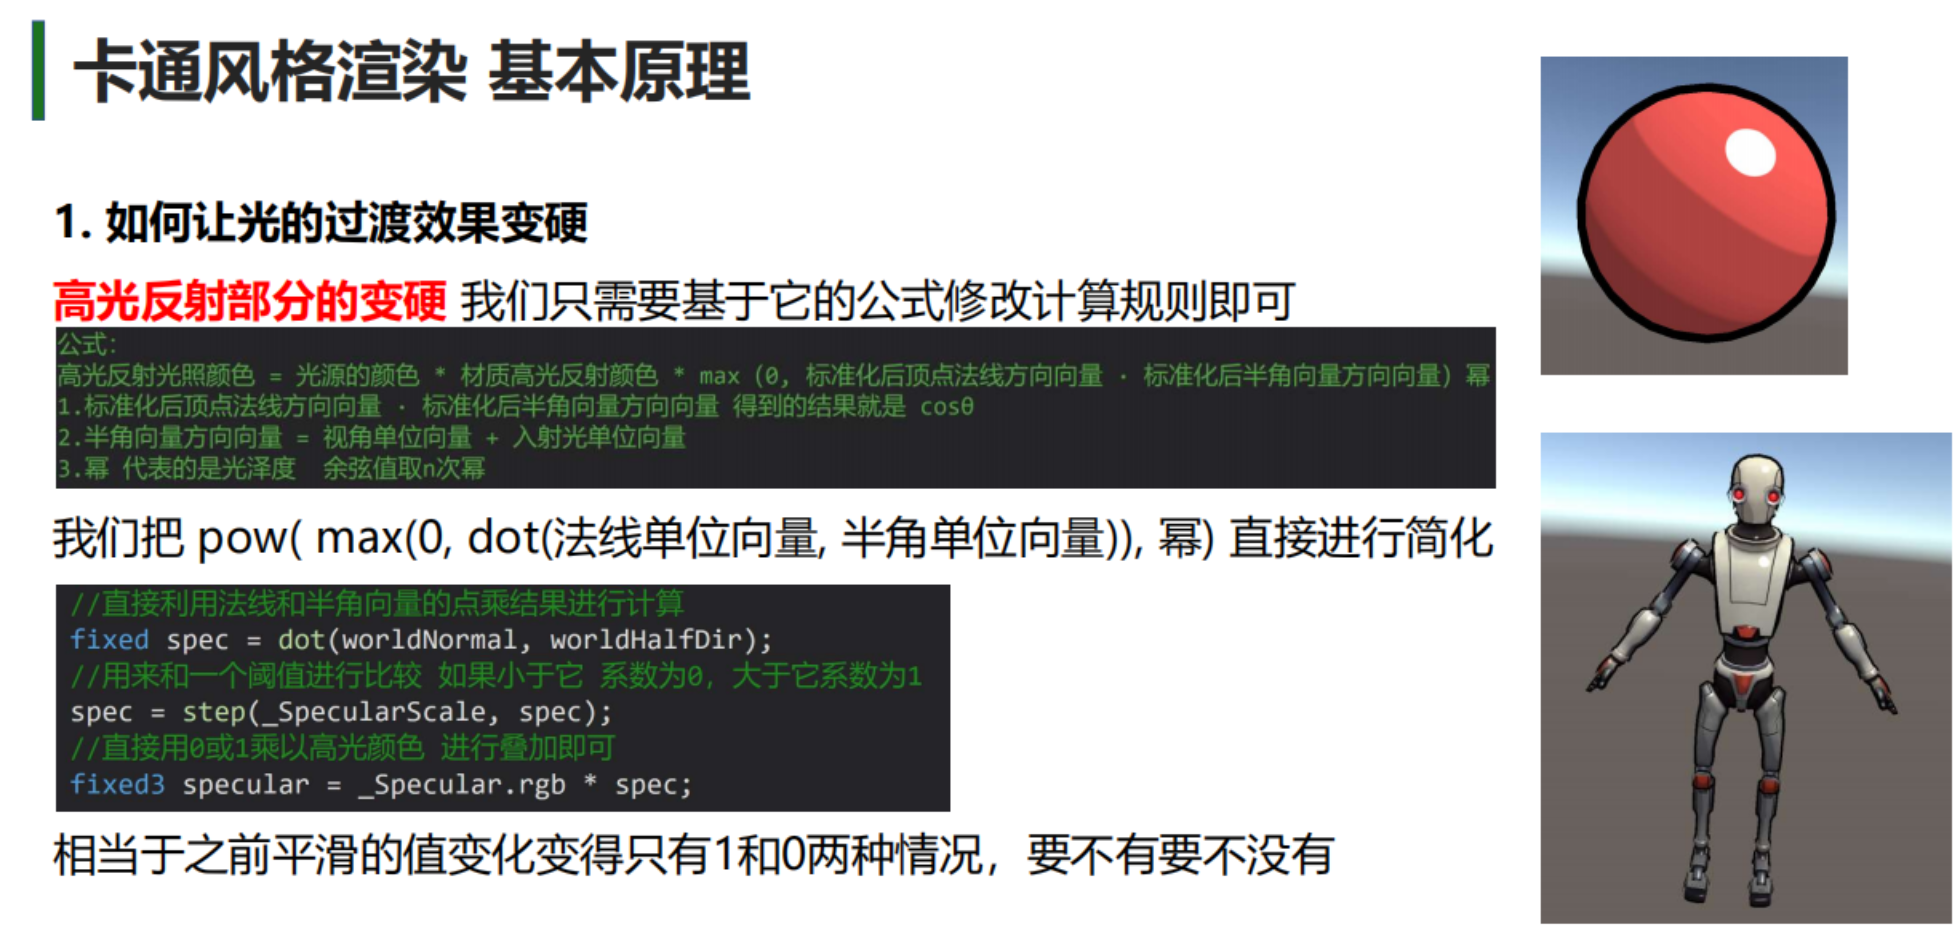 卡通风格渲染 基本原理
1. 如何让光的过渡效果变硬
高光反射部分的变硬 我们只需要基于它的公式修改计算规则即可
公式：
高光反射光照颜色 = 光源的颜色 * 材质高光反射颜色 * max（0, 标准化后顶点法线方向向量 · 标准化后半角向量方向向量）幂
1.标准化后顶点法线方向向量 · 标准化后半角向量方向向量 得到的结果就是 cosθ
2.半角向量方向向量 = 视角单位向量 + 入射光单位向量
3.幂 代表的是光泽度  余弦值取n次幂
我们把 pow( max(0, dot(法线单位向量, 半角单位向量)), 幂) 直接进行简化
//直接利用法线和半角向量的点乘结果进行计算
fixed spec = dot(worldNormal, worldHalfDir);
//用来和一个阈值进行比较 如果小于它 系数为0，大于它系数为1
spec = step(_SpecularScale, spec);
//直接用0或1乘以高光颜色 进行叠加即可
fixed3 specular = _Specular.rgb * spec;
相当于之前平滑的值变化变得只有1和0两种情况，要不有要不没有